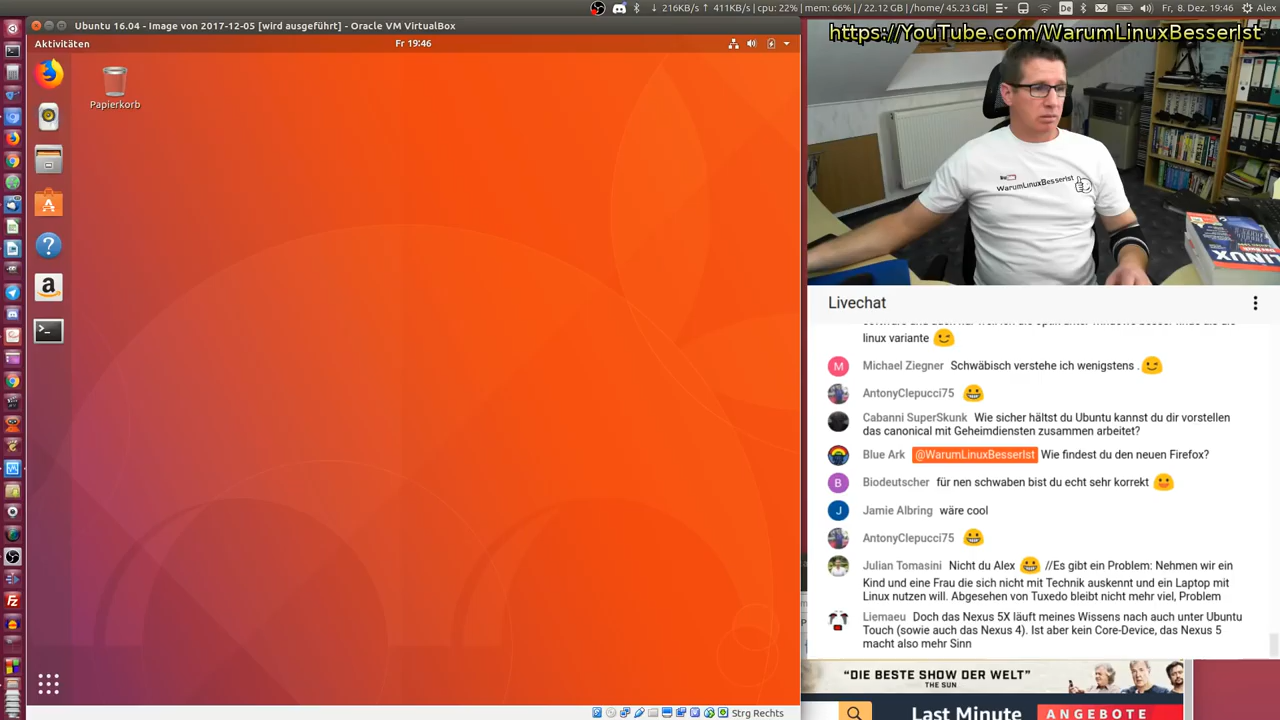 216KB/s
411KB/s
cpu: 22%
mem: 66%
/ 22.12 GB
home/ 45.23 GB
De
Fr, 8. Dez, 19:46
Alex
Ubuntu 16.04 - Image von 2017-12-05 [wird ausgeführt] - Oracle VM VirtualBox
https://YouTube.com/WarumLinuxBesserIst
Aktivitäten
Fr 19:46
Papierkorb
WarumLinuxBesserIst
LINUX
Livechat
linux variante
Michael Ziegner Schwäbisch verstehe ich wenigstens .
AntonyClepucci75
Cabanni SuperSkunk Wie sicher hältst du Ubuntu kannst du dir vorstellen
das canonical mit Geheimdiensten zusammen arbeitet?
Blue Ark @WarumLinuxBesserIst Wie findest du den neuen Firefox?
Biodeutscher für nen schwaben bist du echt sehr korrekt
Jamie Albring wäre cool
AntonyClepucci75
Julian Tomasini Nicht du Alex //Es gibt ein Problem: Nehmen wir ein
Kind und eine Frau die sich nicht mit Technik auskennt und ein Laptop mit
Linux nutzen will. Abgesehen von Tuxedo bleibt nicht mehr viel, Problem
Liemaeu Doch das Nexus 5X läuft meines Wissens nach auch unter Ubuntu
Touch (sowie auch das Nexus 4). Ist aber kein Core-Device, das Nexus 5
macht also mehr Sinn
"DIE BESTE SHOW DER WELT"
THE SUN
Last Minute
ANGEBOTE
Strg Rechts